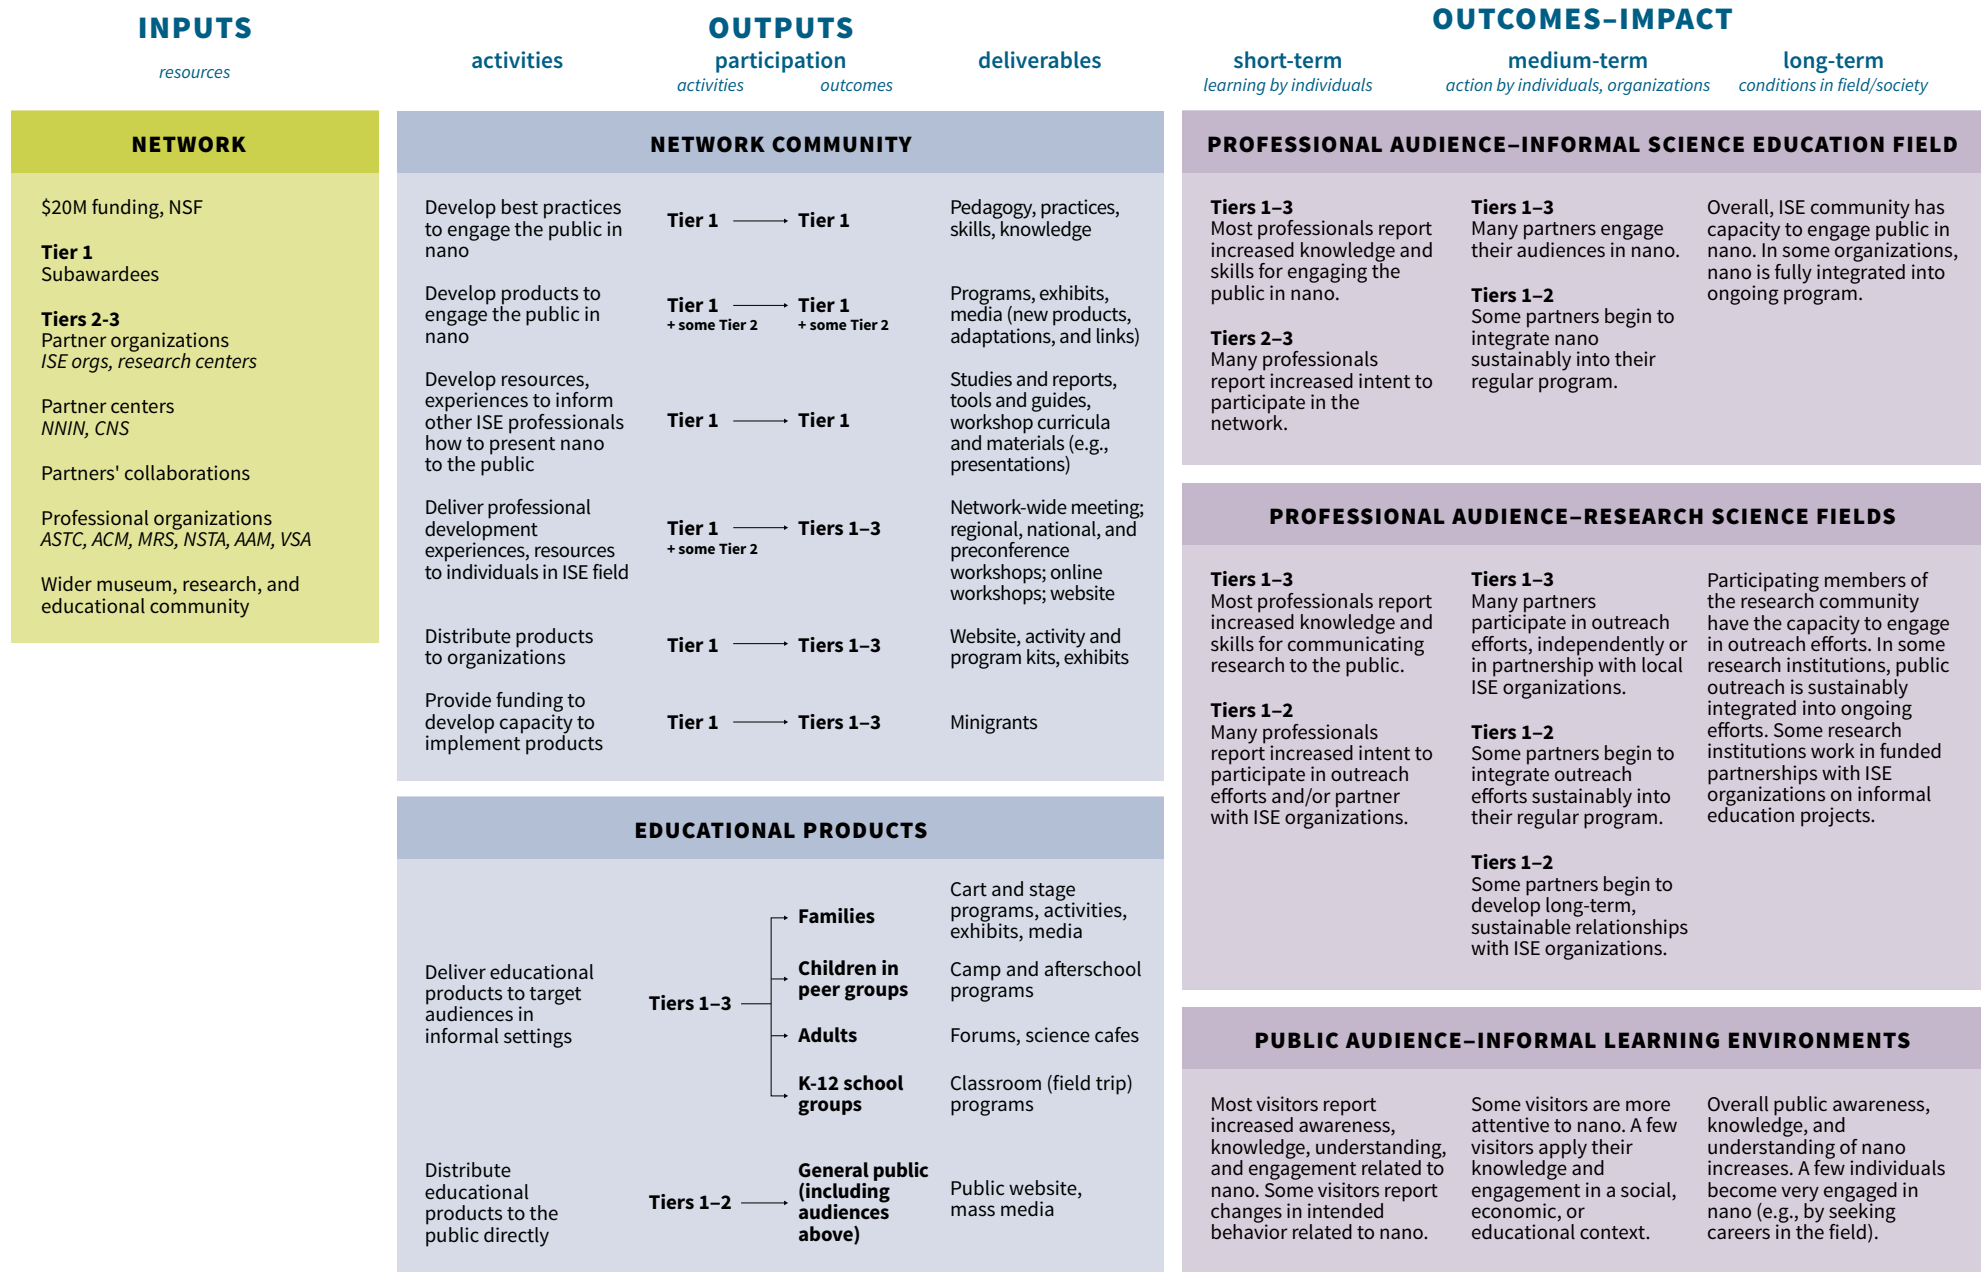 INPUTS
resources
OUTPUTS
activities
participation
activities
outcomes
deliverables
OUTCOMES–IMPACT
short-term
learning by individuals
medium-term
action by individuals, organizations
long-term
conditions in field/society
NETWORK
$20M funding, NSF
Tier 1
Subawardees
Tiers 2-3
Partner organizations
ISE orgs, research centers
Partner centers
NNIN, CNS
Partners' collaborations
Professional organizations
ASTC, ACM, MRS, NSTA, AAM, VSA
Wider museum, research, and
educational community
NETWORK COMMUNITY
Develop best practices
to engage the public in
nano
Tier 1
Tier 1
Pedagogy, practices,
skills, knowledge
Develop products to
engage the public in
nano
Tier 1
+ some Tier 2
Tier 1
+ some Tier 2
Programs, exhibits,
media (new products,
adaptations, and links)
Develop resources,
experiences to inform
other ISE professionals
how to present nano
to the public
Tier 1
Tier 1
Studies and reports,
tools and guides,
workshop curricula
and materials (e.g.,
presentations)
Deliver professional
development
experiences, resources
to individuals in ISE field
Tier 1
+ some Tier 2
Tiers 1–3
Network-wide meeting;
regional, national, and
preconference
workshops; online
workshops; website
Distribute products
to organizations
Tier 1
Tiers 1–3
Website, activity and
program kits, exhibits
Provide funding to
develop capacity to
implement products
Tier 1
Tiers 1–3
Minigrants
EDUCATIONAL PRODUCTS
Deliver educational
products to target
audiences in
informal settings
Tiers 1–3
Families
Cart and stage
programs, activities,
exhibits, media
Children in
peer groups
Camp and afterschool
programs
Adults
Forums, science cafes
K-12 school
groups
Classroom (field trip)
programs
Distribute
educational
products to the
public directly
Tiers 1–2
General public
(including
audiences
above)
Public website,
mass media
PROFESSIONAL AUDIENCE–INFORMAL SCIENCE EDUCATION FIELD
Tiers 1–3
Most professionals report
increased knowledge and
skills for engaging the
public in nano.
Tiers 2–3
Many professionals
report increased intent to
participate in the
network.
Tiers 1–3
Many partners engage
their audiences in nano.
Tiers 1–2
Some partners begin to
integrate nano
sustainably into their
regular program.
Overall, ISE community has
capacity to engage public in
nano. In some organizations,
nano is fully integrated into
ongoing program.
PROFESSIONAL AUDIENCE–RESEARCH SCIENCE FIELDS
Tiers 1–3
Most professionals report
increased knowledge and
skills for communicating
research to the public.
Tiers 1–2
Many professionals
report increased intent to
participate in outreach
efforts and/or partner
with ISE organizations.
Tiers 1–3
Many partners
participate in outreach
efforts, independently or
in partnership with local
ISE organizations.
Tiers 1–2
Some partners begin to
integrate outreach
efforts sustainably into
their regular program.
Tiers 1–2
Some partners begin to
develop long-term,
sustainable relationships
with ISE organizations.
Participating members of
the research community
have the capacity to engage
in outreach efforts. In some
research institutions, public
outreach is sustainably
integrated into ongoing
efforts. Some research
institutions work in funded
partnerships with ISE
organizations on informal
education projects.
PUBLIC AUDIENCE–INFORMAL LEARNING ENVIRONMENTS
Most visitors report
increased awareness,
knowledge, understanding,
and engagement related to
nano. Some visitors report
changes in intended
behavior related to nano.
Some visitors are more
attentive to nano. A few
visitors apply their
knowledge and
engagement in a social,
economic, or
educational context.
Overall public awareness,
knowledge, and
understanding of nano
increases. A few individuals
become very engaged in
nano (e.g., by seeking
careers in the field).